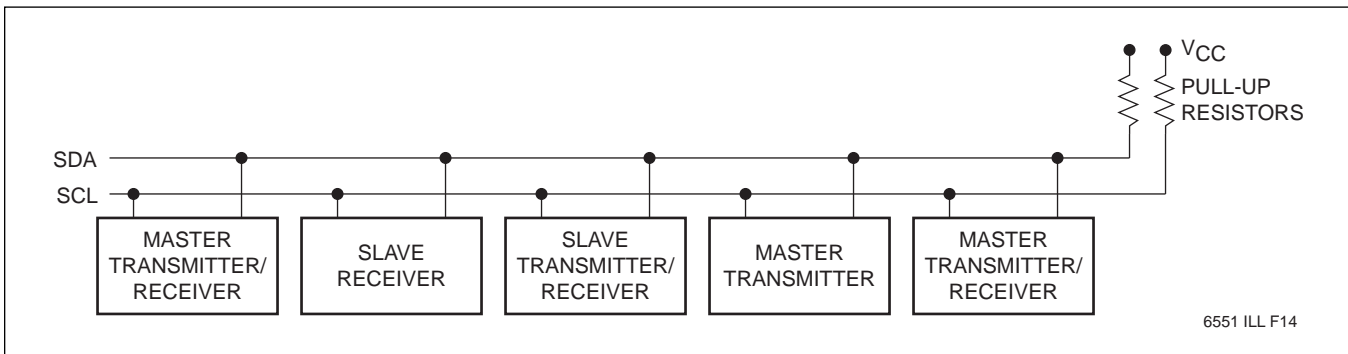 VCC
PULL-UP
RESISTORS
SDA
SCL
MASTER
TRANSMITTER/
RECEIVER
SLAVE
RECEIVER
SLAVE
TRANSMITTER/
RECEIVER
MASTER
TRANSMITTER
MASTER
TRANSMITTER/
RECEIVER
6551 ILL F14